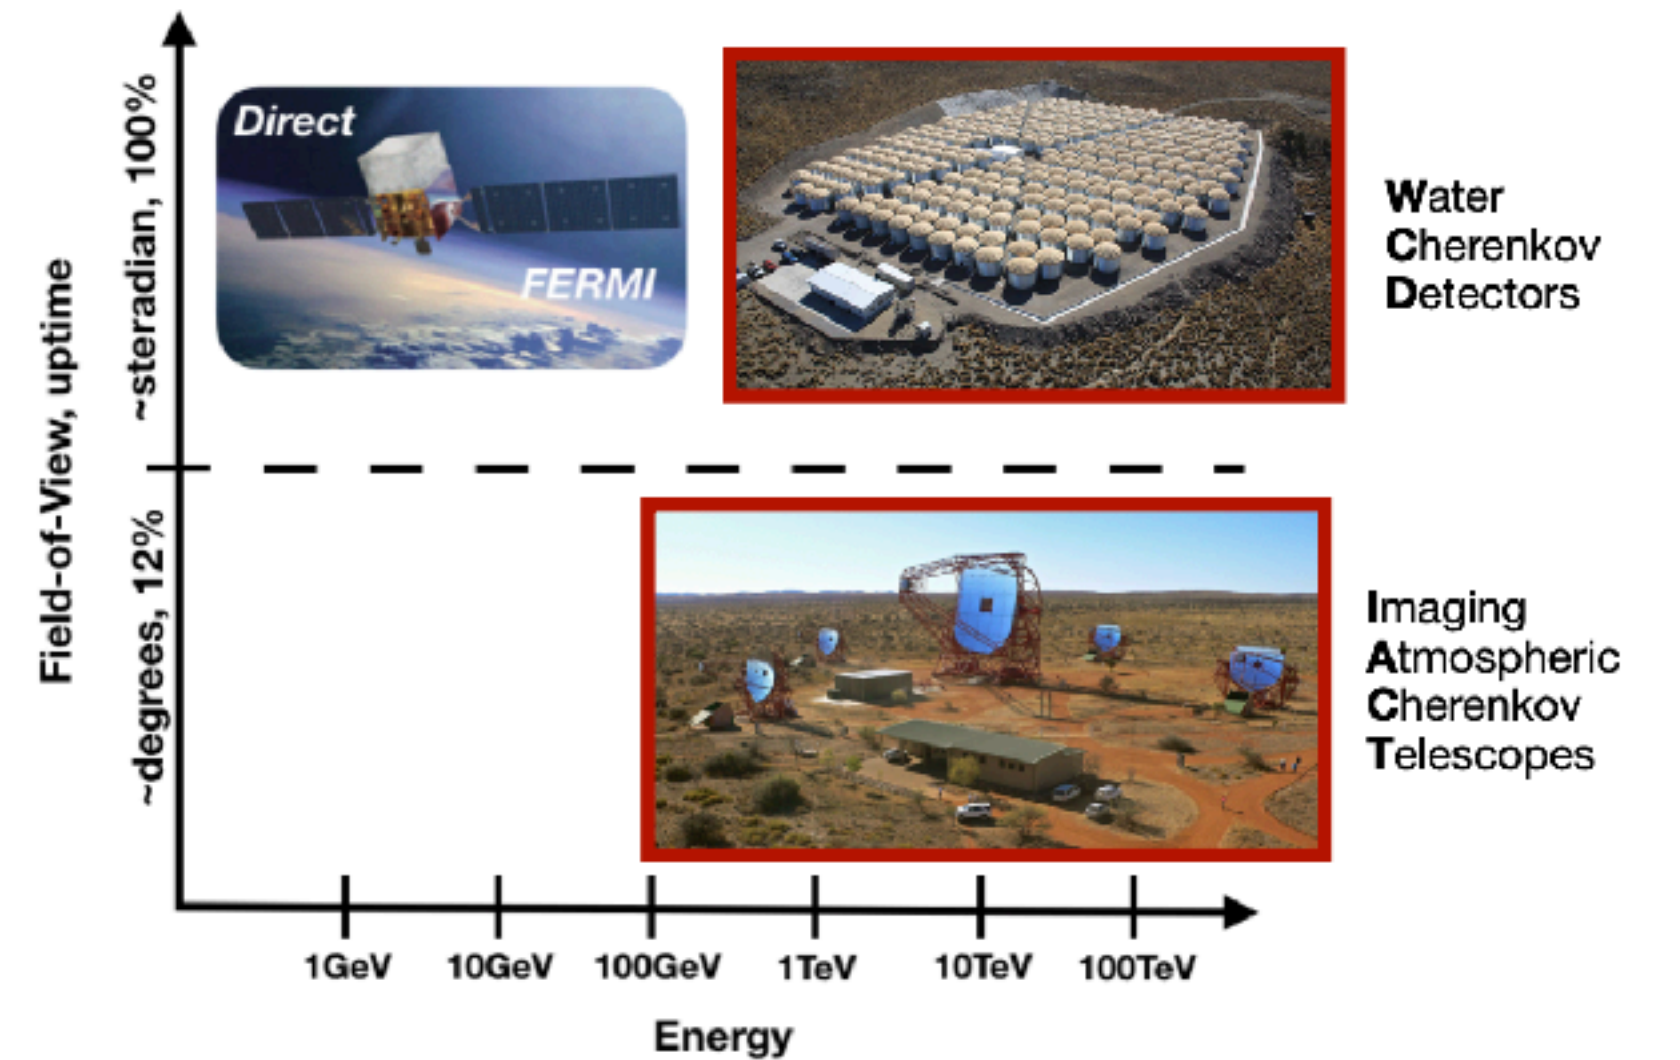 Field-of-View, uptime
~steradian, 100%
~degrees, 12%
Direct
FERMI
Water
Cherenkov
Detectors
Imaging
Atmospheric
Cherenkov
Telescopes
1GeV
10GeV
100GeV
1TeV
10TeV
100TeV
Energy